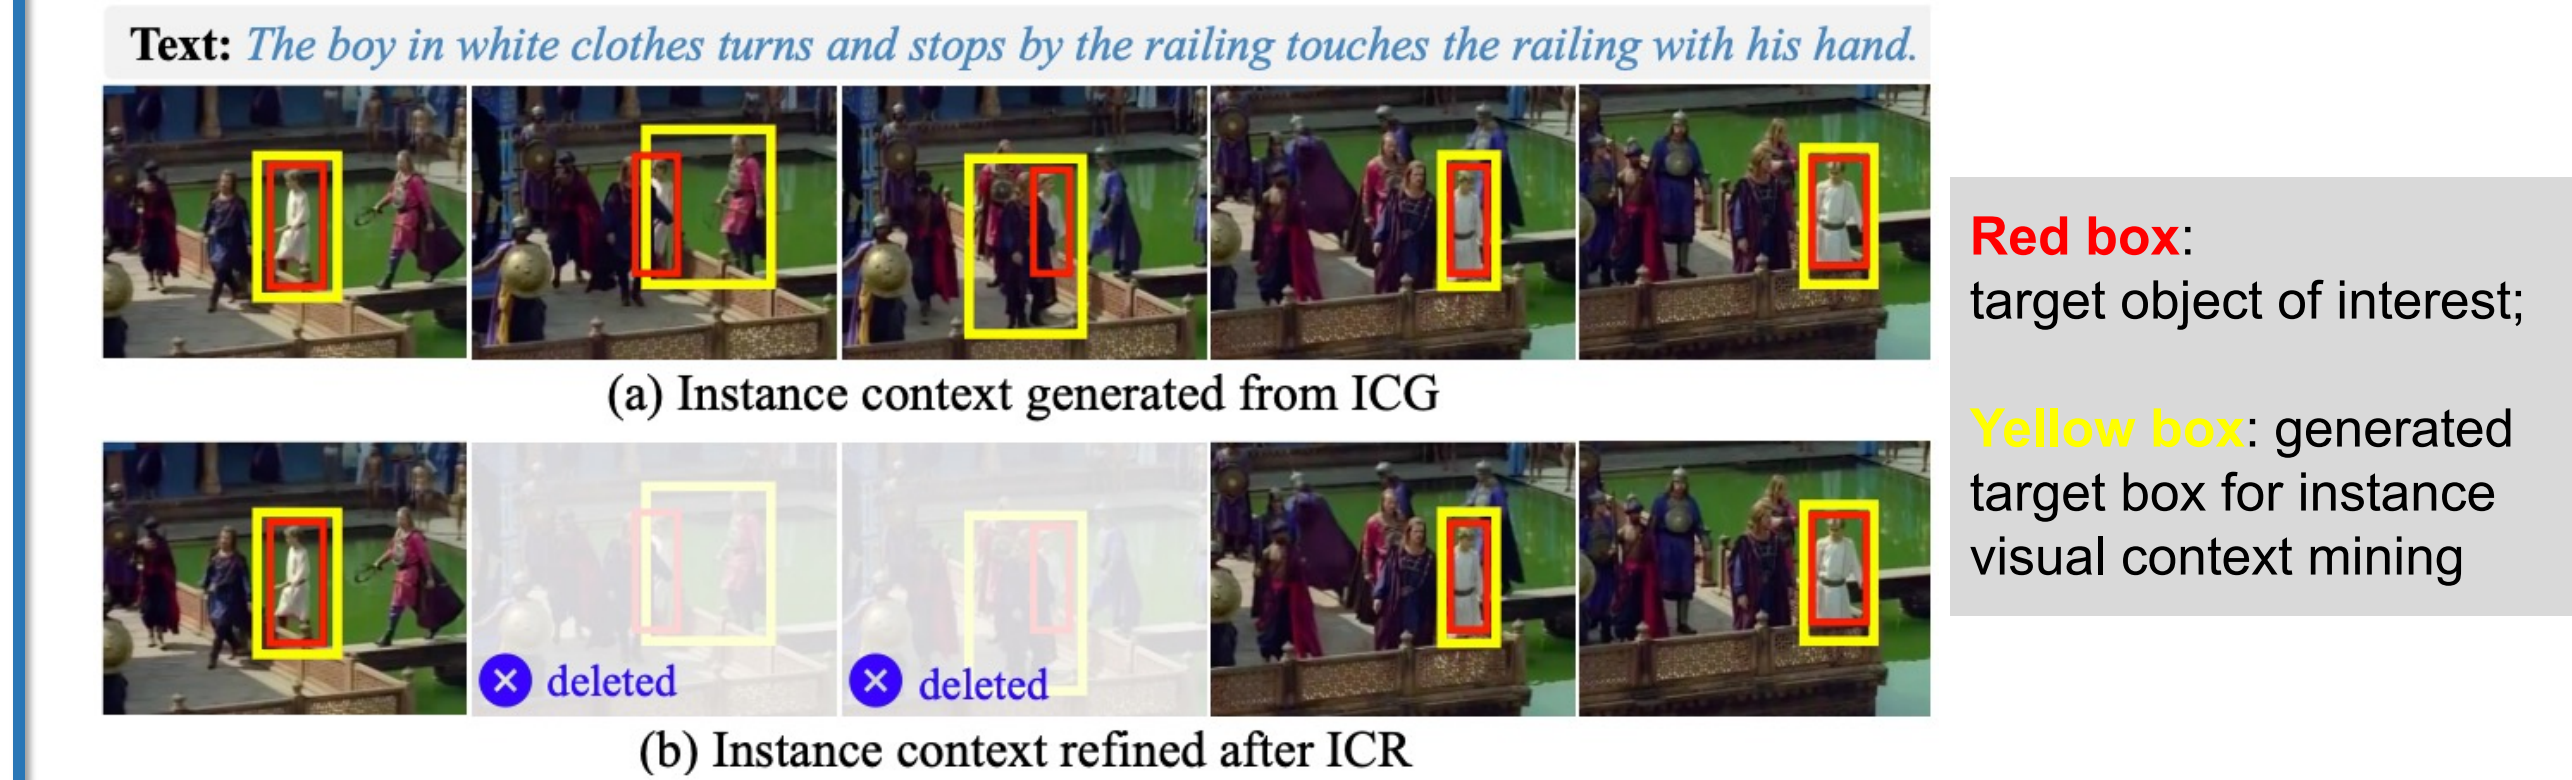 Text: The boy in white clothes turns and stops by the railing touches the railing with his hand.
(a) Instance context generated from ICG
deleted
deleted
(b) Instance context refined after ICR
Red box:
target object of interest;
Yellow box: generated
target box for instance
visual context mining